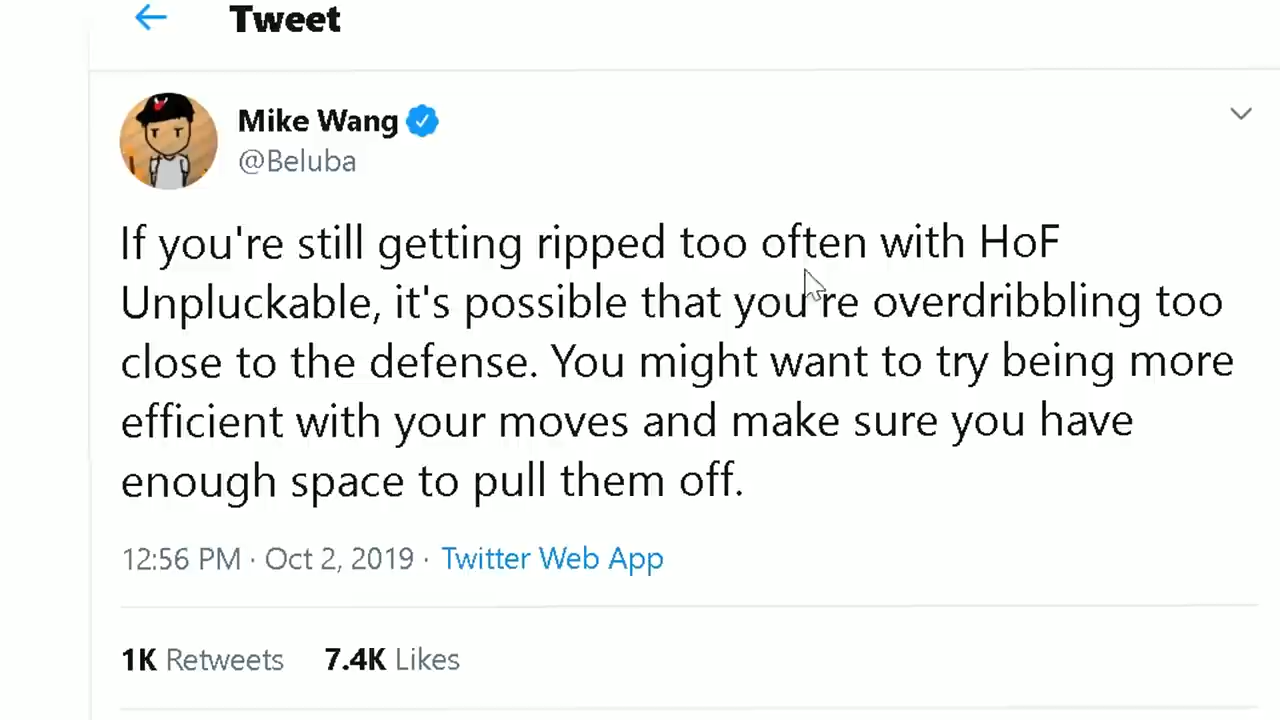 Tweet
Mike Wang
@Beluba
If you're still getting ripped too often with HoF
Unpluckable, it's possible that you're overdribbling too
close to the defense. You might want to try being more
efficient with your moves and make sure you have
enough space to pull them off.
12:56 PM · Oct 2, 2019 · Twitter Web App
1K Retweets 7.4K Likes